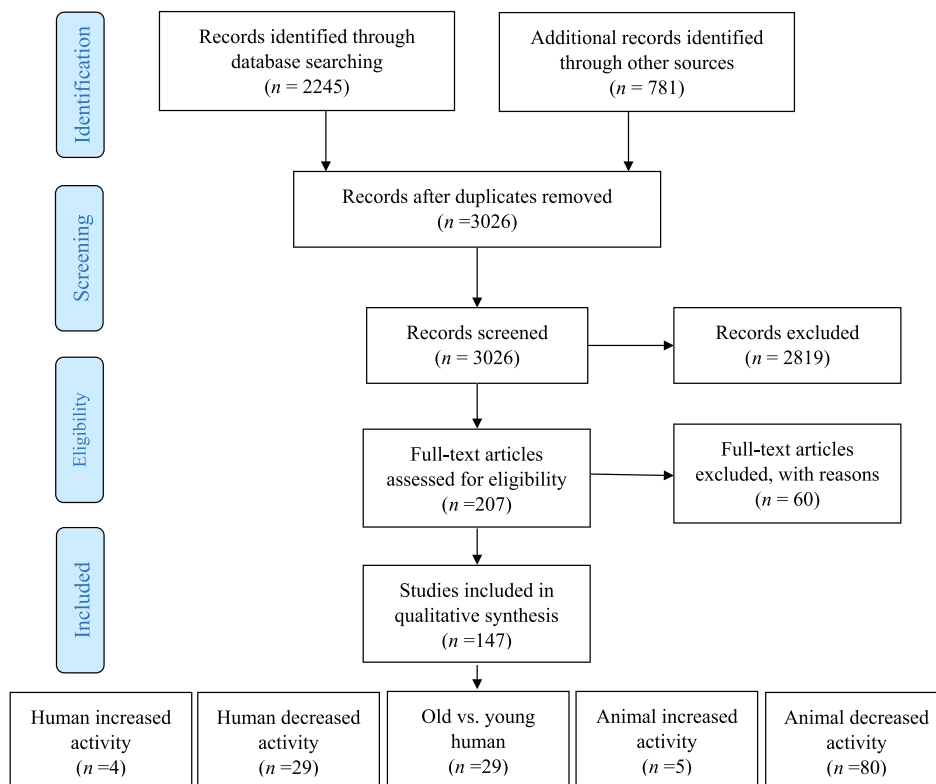 Identification
Records identified through
database searching
(n = 2245)
Additional records identified
through other sources
(n = 781)
Records after duplicates removed
(n =3026)
Screening
Records screened
(n = 3026)
Records excluded
(n = 2819)
Eligibility
Full-text articles
assessed for eligibility
(n =207)
Full-text articles
excluded, with reasons
(n = 60)
Included
Studies included in
qualitative synthesis
(n =147)
Human increased
activity
(n =4)
Human decreased
activity
(n =29)
Old vs. young
human
(n =29)
Animal increased
activity
(n =5)
Animal decreased
activity
(n =80)